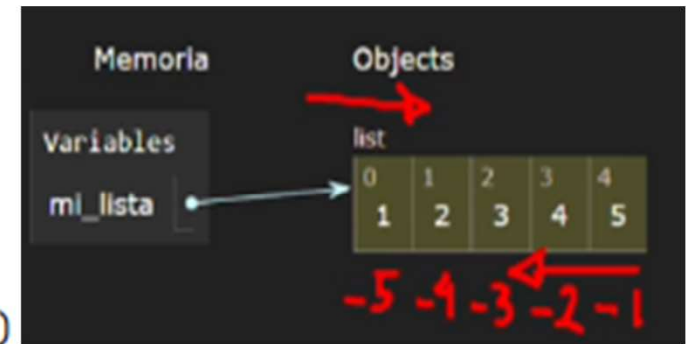 Memoria Objects
Variables list
mi_lista
0 1 2 3 4
1 2 3 4 5
-5 -4 -3 -2 -1
)